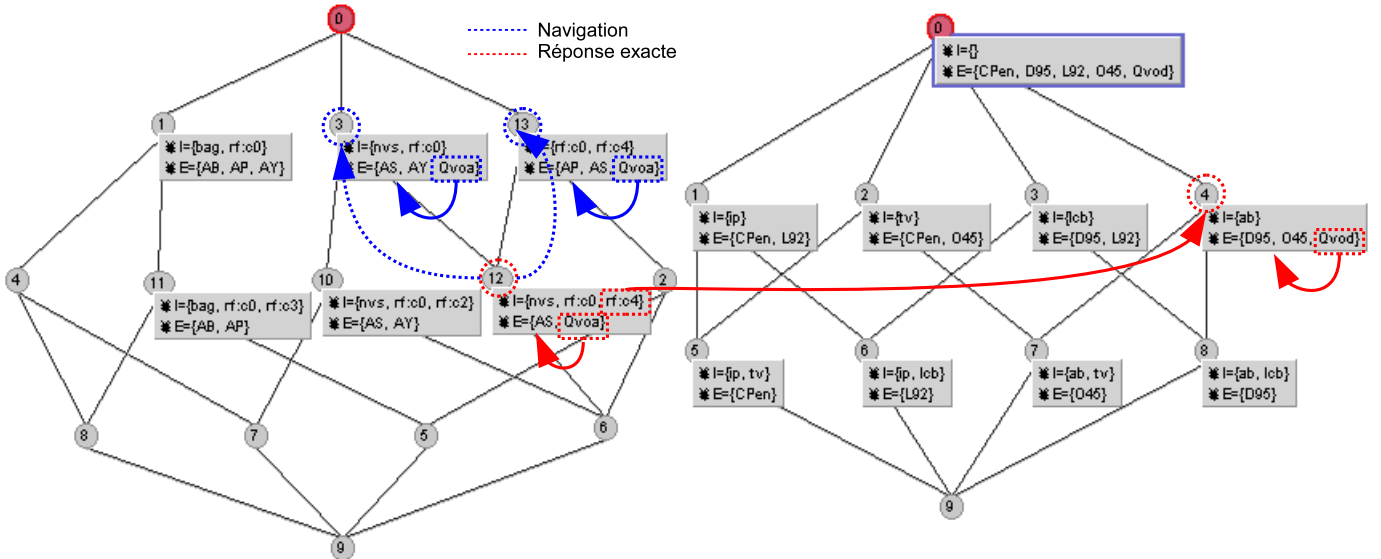 0
Navigation
Réponse exacte
1
I={bag, rf:c0}
E={AB, AP, AY}
3
I={nvs, rf:c0}
E={AS, AY Qvoa}
13
I={rf:c0, rf:c4}
E={AP, AS Qvoa}
4
11
I={bag, rf:c0, rf:c3}
E={AB, AP}
10
I={nvs, rf:c0, rf:c2}
E={AS, AY}
12
I={nvs, rf:c0, rf:c4}
E={AS, Qvoa}
2
8
7
5
6
9
0
I={}
E={CPen, D95, L92, O45, Qvod}
1
I={ip}
E={CPen, L92}
2
I={tv}
E={CPen, O45}
3
I={lcb}
E={D95, L92}
4
I={ab}
E={D95, O45, Qvod}
5
I={ip, tv}
E={CPen}
6
I={ip, lcb}
E={L92}
7
I={ab, tv}
E={O45}
8
I={ab, lcb}
E={D95}
9